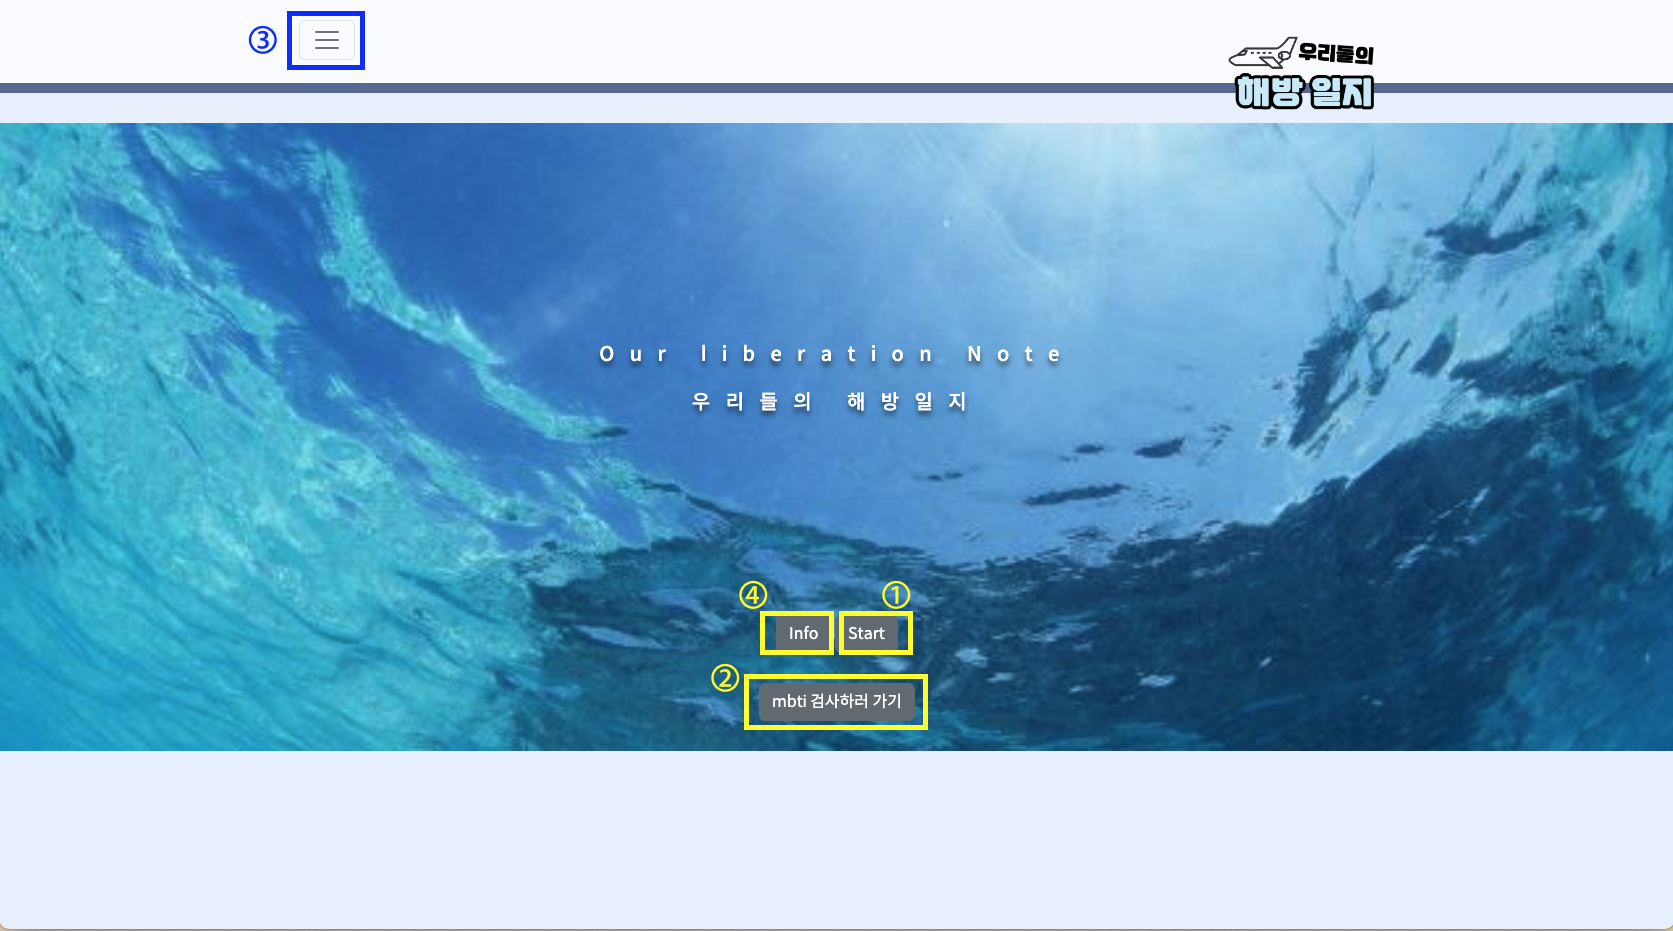 ③
우리들의
해방 일지
Our liberation Note
우리들의 해방일지
④ ①
Info Start
②
mbti 검사하러 가기